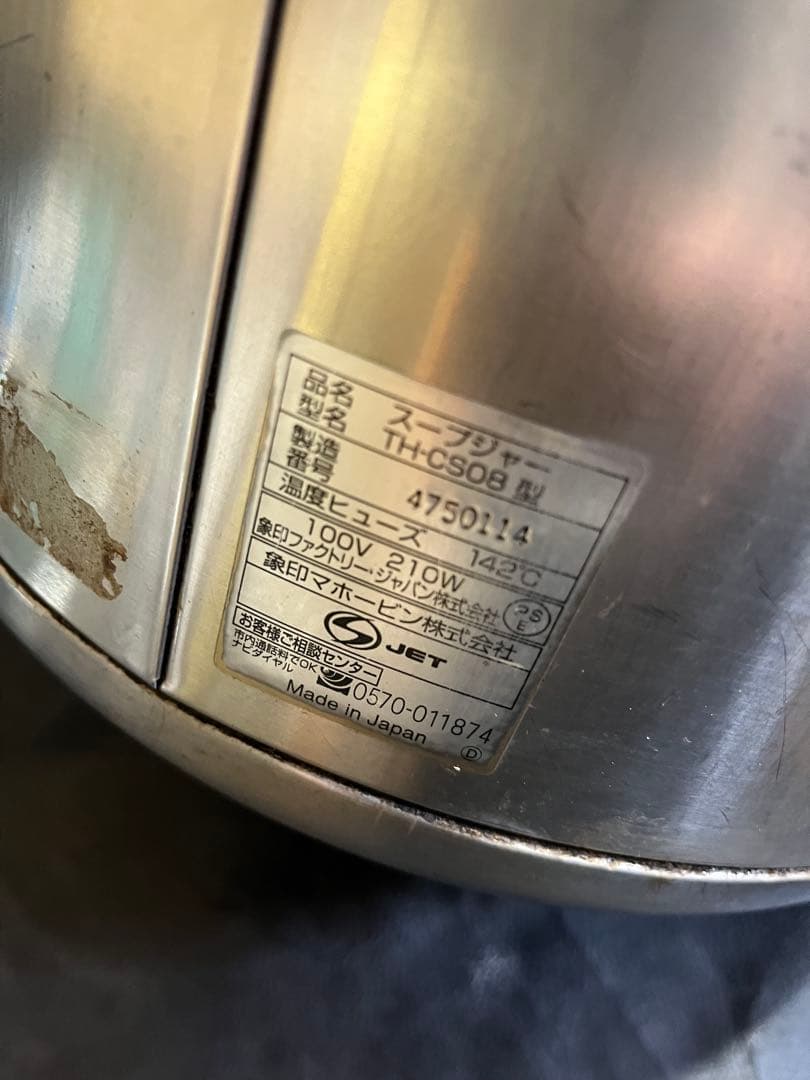 品名 スープジャー
型名 TH-CS08 型
製造番号 4750114
温度ヒューズ 142℃
100V 210W
象印ファクトリー・ジャパン株式会社
PS E
象印マホービン株式会社
S JET
お客様ご相談センター
市内通話料でOK
ナビダイヤル 0570-011874
Made in Japan
D